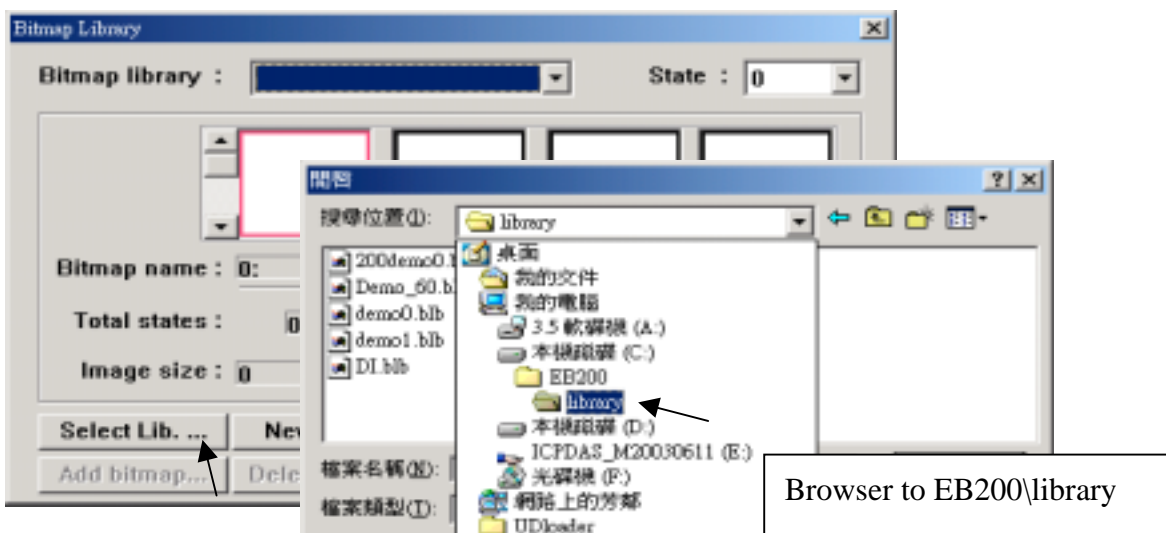 Bitmap Library
Bitmap library :
State : 0
Bitmap name : 0:
Total states : 0
Image size : 0
Select Lib. ...
New
Add bitmap...
Dele
開啟
搜尋位置(I):
library
200demo0.b
Demo_60.b
demo0.blb
demo1.blb
DI.blb
桌面
我的文件
我的電腦
3.5 軟碟機 (A:)
本機磁碟 (C:)
EB200
library
本機磁碟 (D:)
ICPDAS_M20030611 (E:)
光碟機 (F:)
網路上的芳鄰
UDloader
檔案名稱(N):
檔案類型(T):
Browser to EB200\library